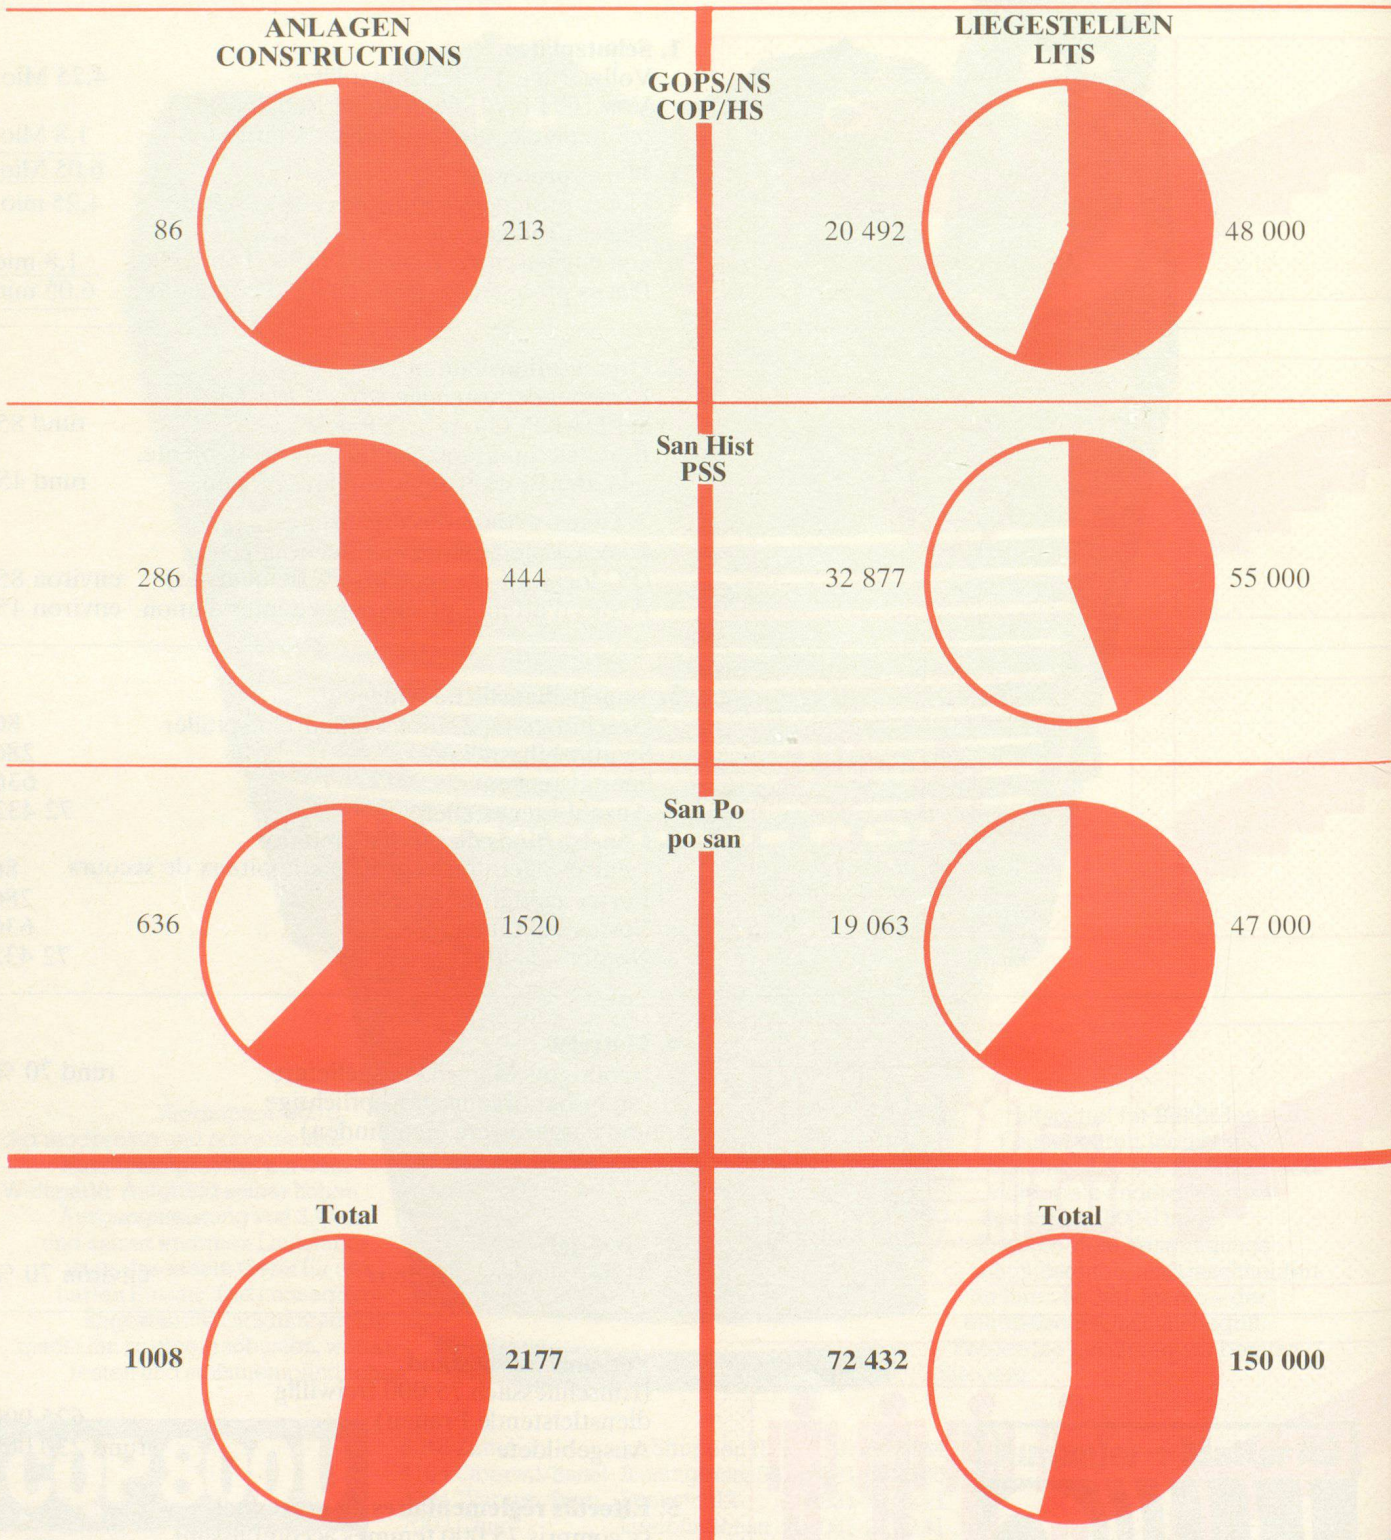 ANLAGEN
CONSTRUCTIONS
LIEGESTELLEN
LITS
GOPS/NS
COP/HS
86
213
20 492
48 000
San Hist
PSS
286
444
32 877
55 000
San Po
po san
636
1520
19 063
47 000
Total
Total
1008
2177
72 432
150 000